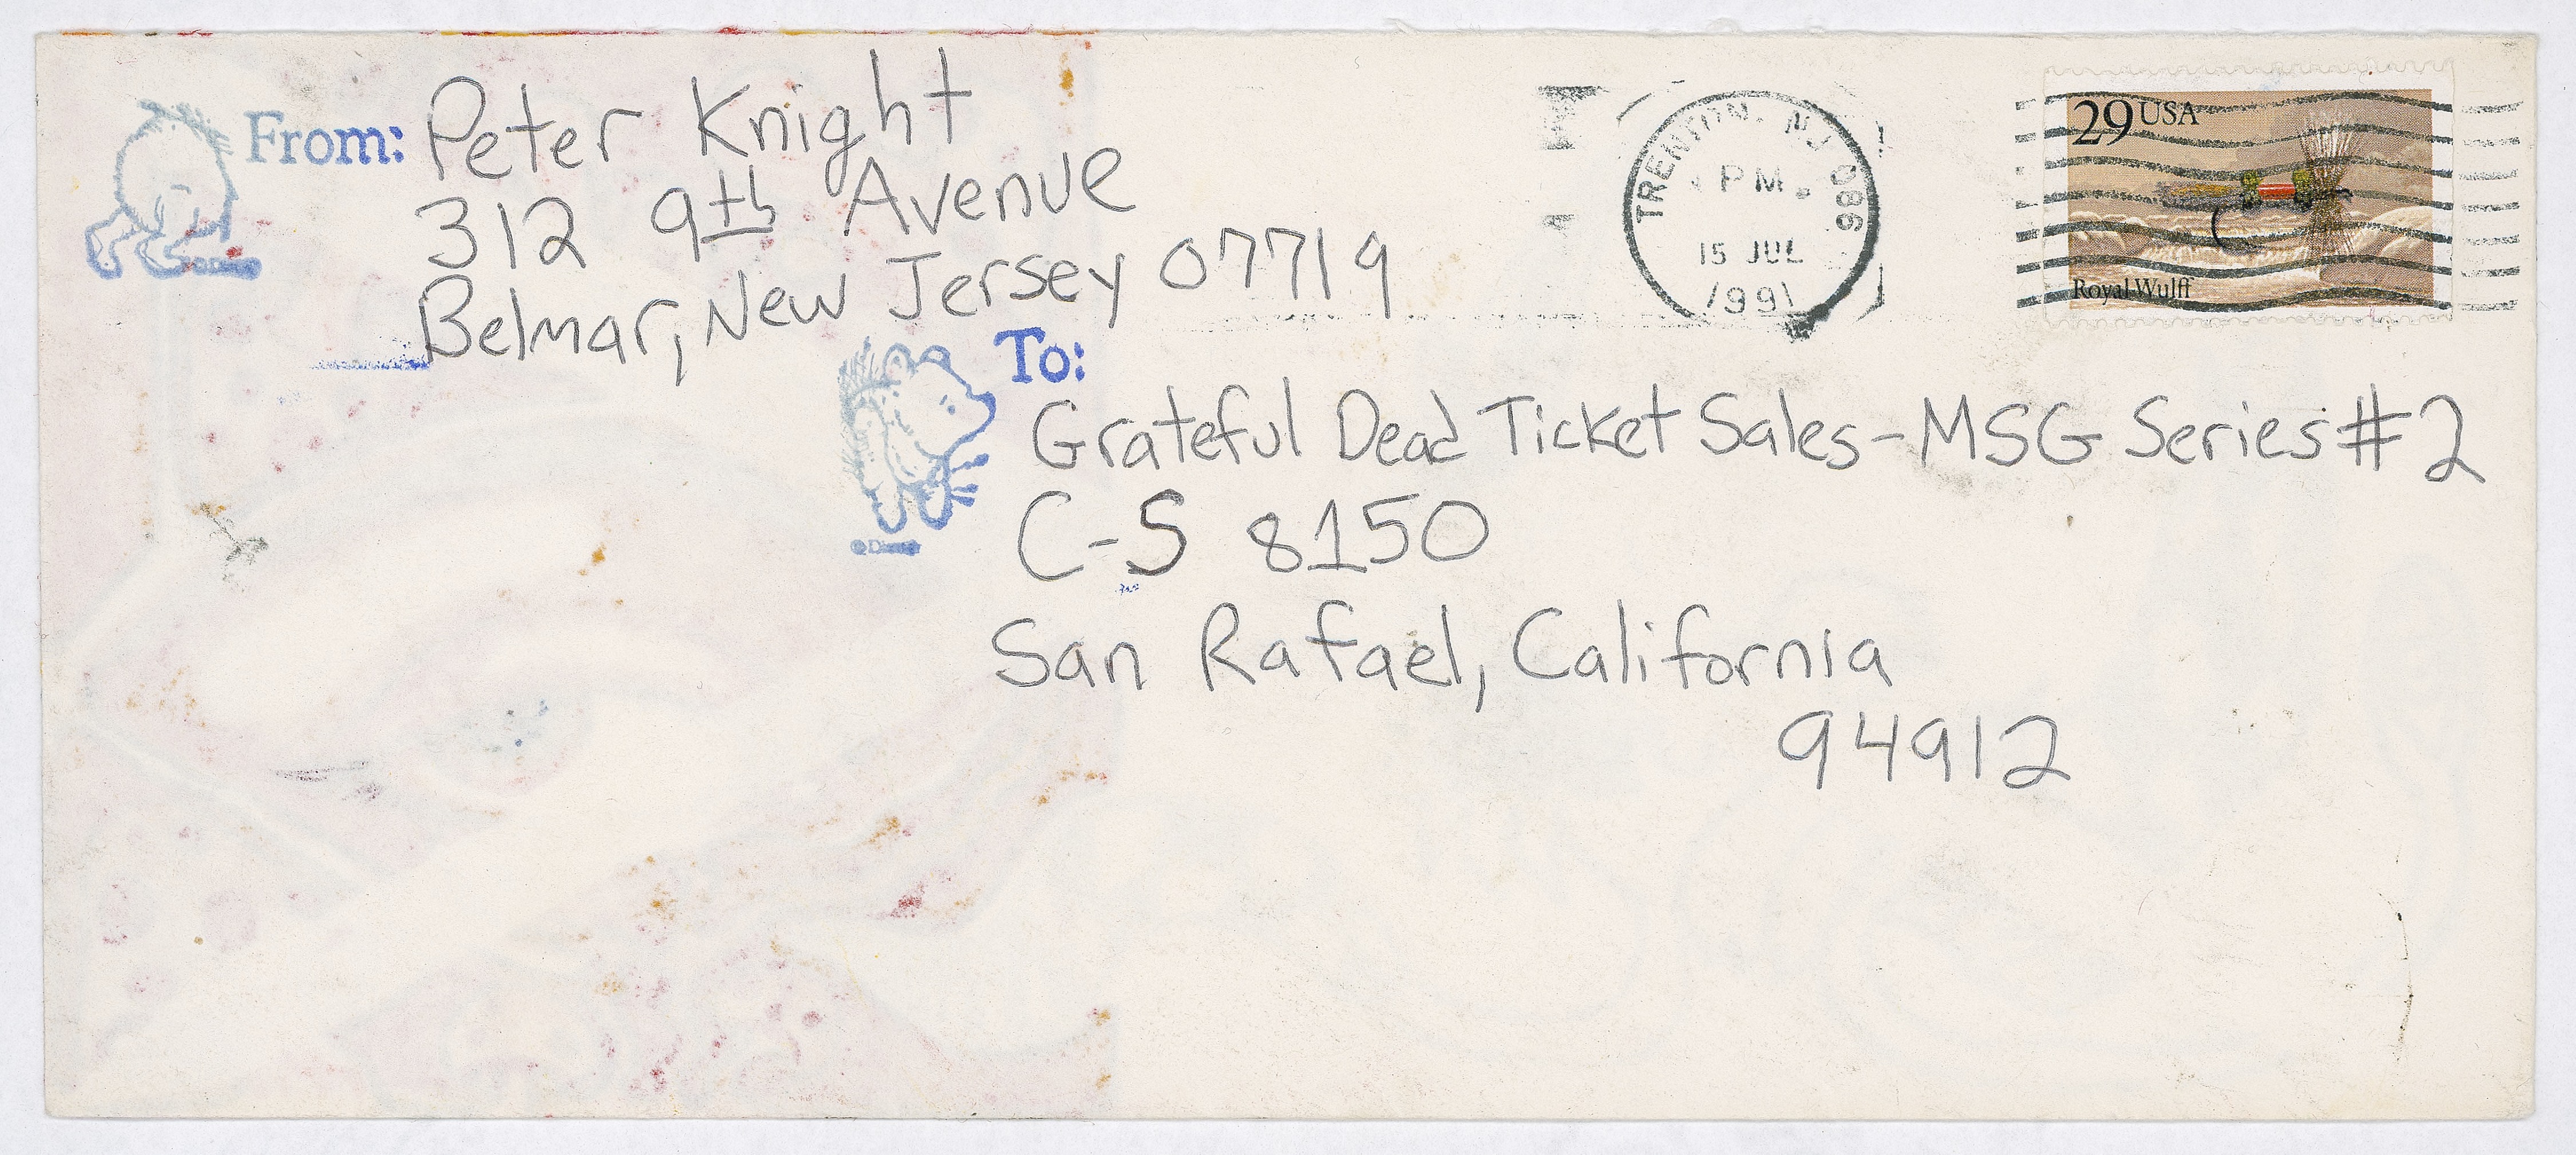 From:
Peter Knight
312 9th Avenue
Belmar, New Jersey 07719
TRENTON, NJ 086
PM
15 JUL
1991
29 USA
Royal Wulff
To:
Grateful Dead Ticket Sales - MSG Series #2
C-S 8150
San Rafael, California
94912
© Disney